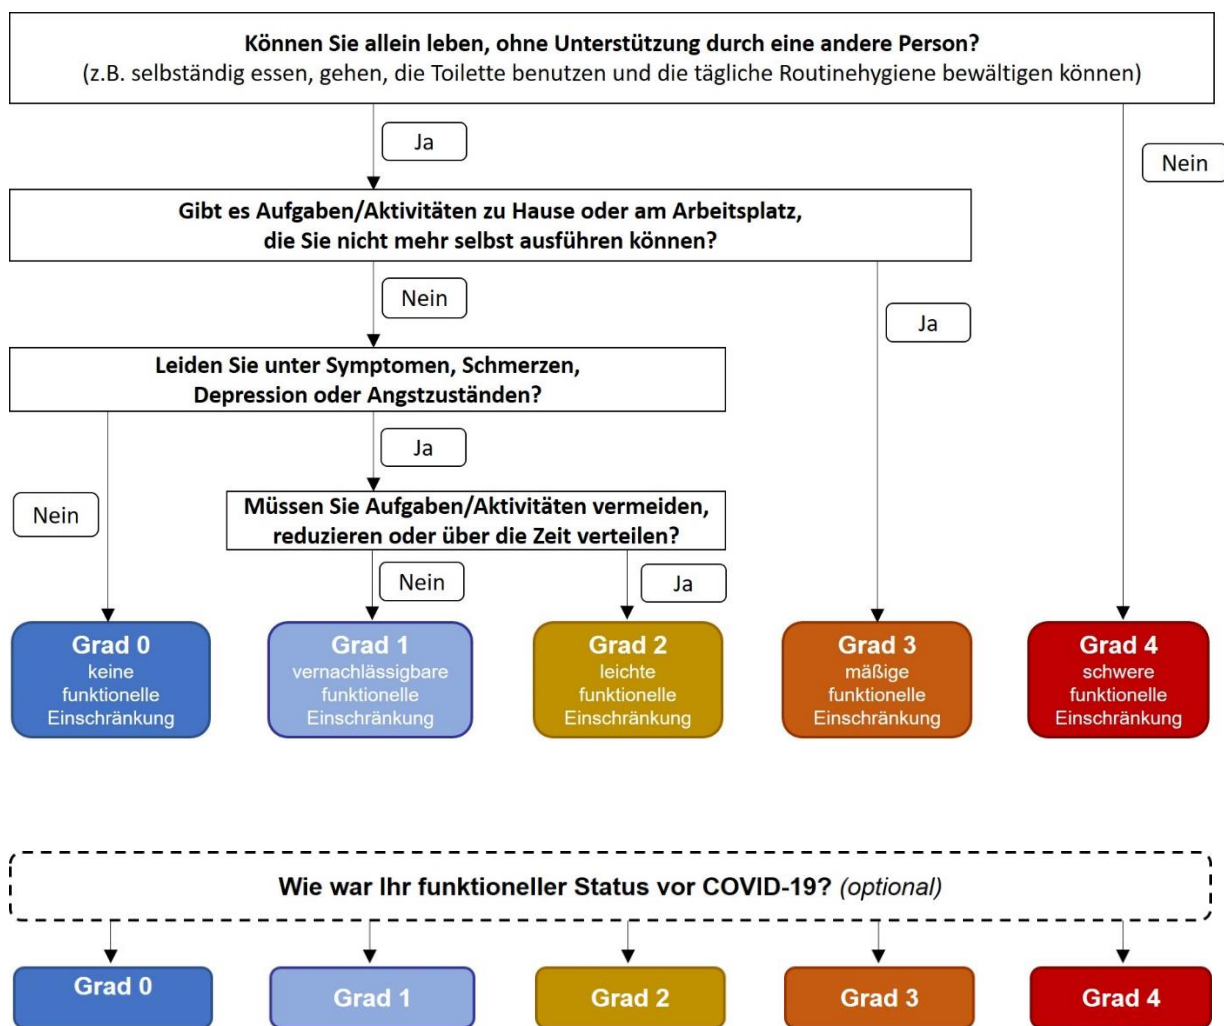 Können Sie allein leben, ohne Unterstützung durch eine andere Person?
(z.B. selbständig essen, gehen, die Toilette benutzen und die tägliche Routinehygiene bewältigen können)
Ja
Nein
Gibt es Aufgaben/Aktivitäten zu Hause oder am Arbeitsplatz,
die Sie nicht mehr selbst ausführen können?
Nein
Ja
Leiden Sie unter Symptomen, Schmerzen,
Depression oder Angstzuständen?
Ja
Nein
Müssen Sie Aufgaben/Aktivitäten vermeiden,
reduzieren oder über die Zeit verteilen?
Nein
Ja
Grad 0
keine
funktionelle
Einschränkung
Grad 1
vernachlässigbare
funktionelle
Einschränkung
Grad 2
leichte
funktionelle
Einschränkung
Grad 3
mäßige
funktionelle
Einschränkung
Grad 4
schwere
funktionelle
Einschränkung
Wie war Ihr funktioneller Status vor COVID-19? (optional)
Grad 0
Grad 1
Grad 2
Grad 3
Grad 4